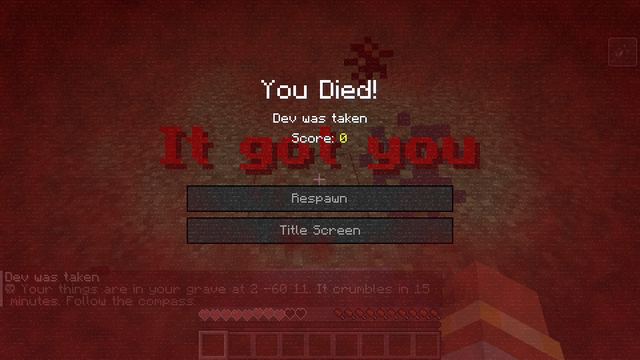 You Died!
Dev was taken
Score: 0
It got you
Respawn
Title Screen
Dev was taken
Your things are in your grave at 2 -60 11. It crumbles in 15
minutes. Follow the compass.